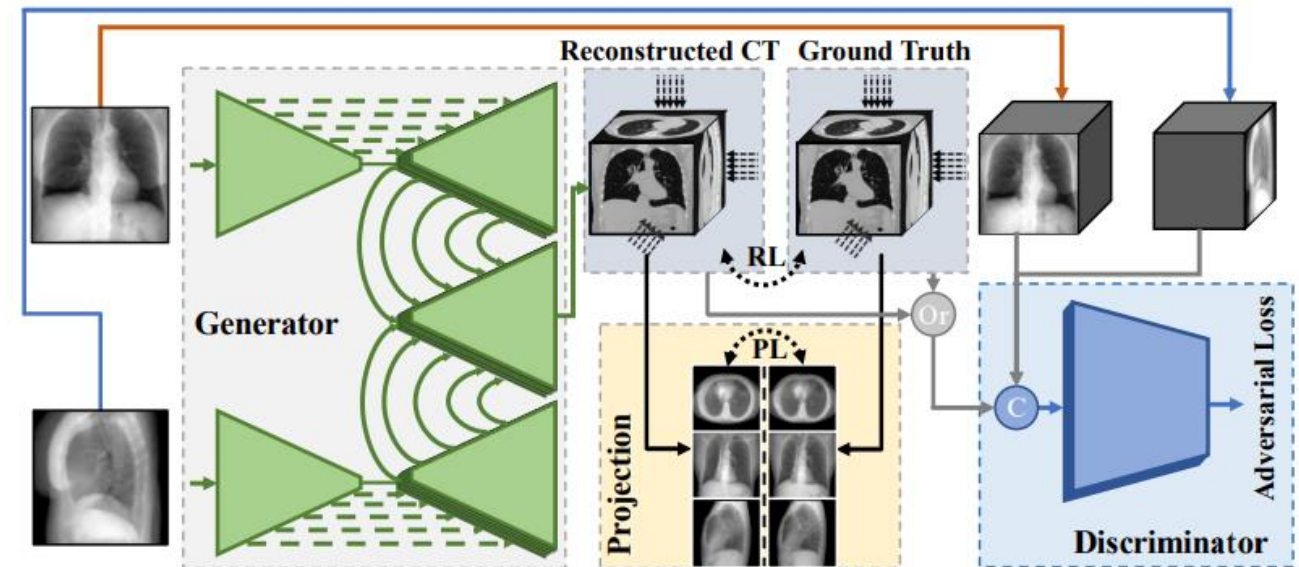 Reconstructed CT
Ground Truth
Generator
RL
Or
PL
C
Projection
Adversarial Loss
Discriminator